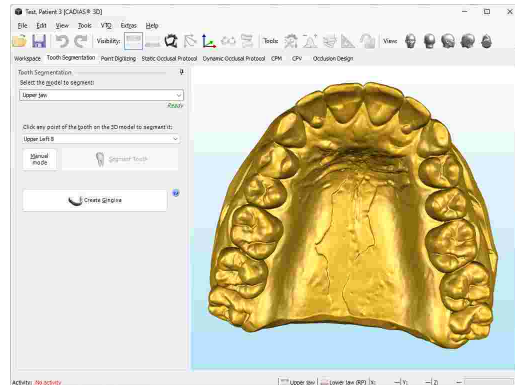 Test, Patient 3 [CADIAS® 3D]
File Edit View Tools VTO Extras Help
Visibility: Tools: View:
Workspace Tooth Segmentation Point Digitizing Static Occlusal Protocol Dynamic Occlusal Protocol CPM CPV Occlusion Design
Tooth Segmentation
Select the model to segment:
Upper jaw
Ready
Click any point of the tooth on the 3D model to segment it:
Upper Left 8
Manual mode
Segment Tooth
Create Gingiva
Activity: No activity
Upper Jaw Lower Jaw (RP) X: — Y: — Z: —